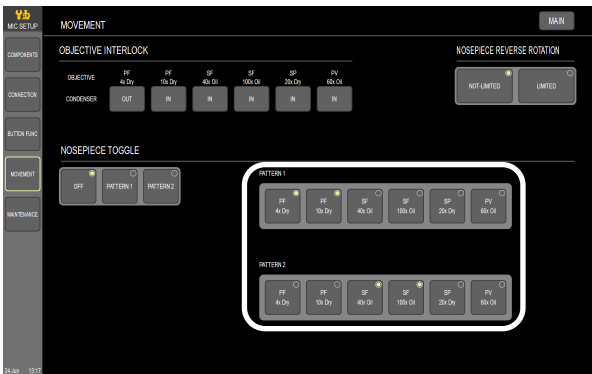 MIC SETUP
MOVEMENT
MAIN
COMPONENTS
CONNECTION
BUTTON FUNC.
MOVEMENT
MAINTENANCE
24.Jun 13:17
OBJECTIVE INTERLOCK
OBJECTIVE PF 4x Dry PF 10x Dry SF 40x Oil SF 100x Oil SP 20x Dry PV 60x Oil
CONDENSER OUT IN IN IN IN IN
NOSEPIECE REVERSE ROTATION
NOT-LIMITED LIMITED
NOSEPIECE TOGGLE
OFF PATTERN 1 PATTERN 2
PATTERN 1
PF PF SF SF SP PV
4x Dry 10x Dry 40x Oil 100x Oil 20x Dry 60x Oil
PATTERN 2
PF PF SF SF SP PV
4x Dry 10x Dry 40x Oil 100x Oil 20x Dry 60x Oil